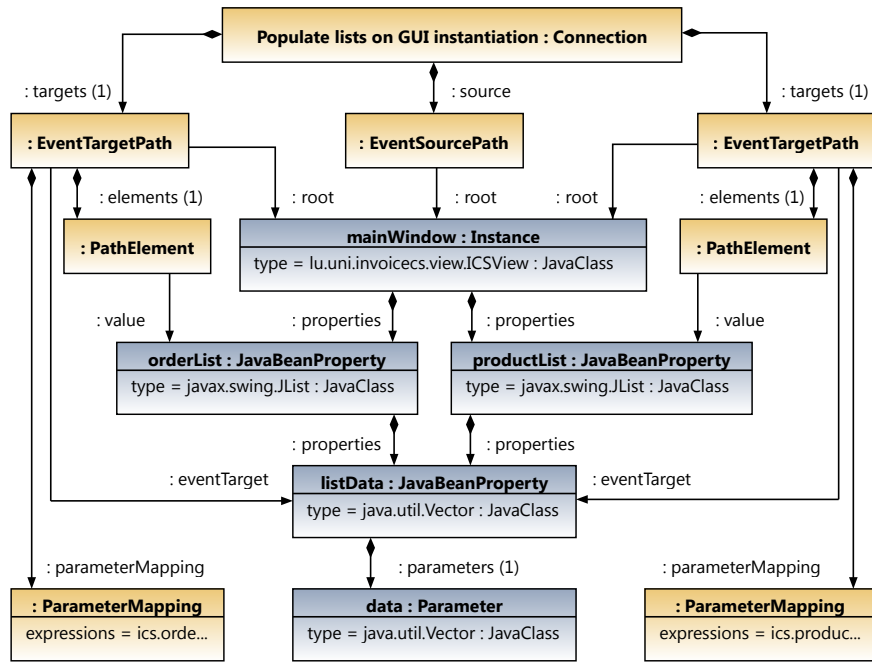 Populate lists on GUI instantiation : Connection
: targets (1)
: source
: targets (1)
: EventTargetPath
: EventSourcePath
: EventTargetPath
: elements (1)
: root
: root
: root
: elements (1)
: PathElement
mainWindow : Instance
type = lu.uni.invoicecs.view.ICSView : JavaClass
: PathElement
: value
: properties
: properties
: value
orderList : JavaBeanProperty
type = javax.swing.JList : JavaClass
productList : JavaBeanProperty
type = javax.swing.JList : JavaClass
: properties
: properties
: eventTarget
listData : JavaBeanProperty
type = java.util.Vector : JavaClass
: eventTarget
: parameterMapping
: parameters (1)
: parameterMapping
: ParameterMapping
expressions = ics.orde...
data : Parameter
type = java.util.Vector : JavaClass
: ParameterMapping
expressions = ics.produc...